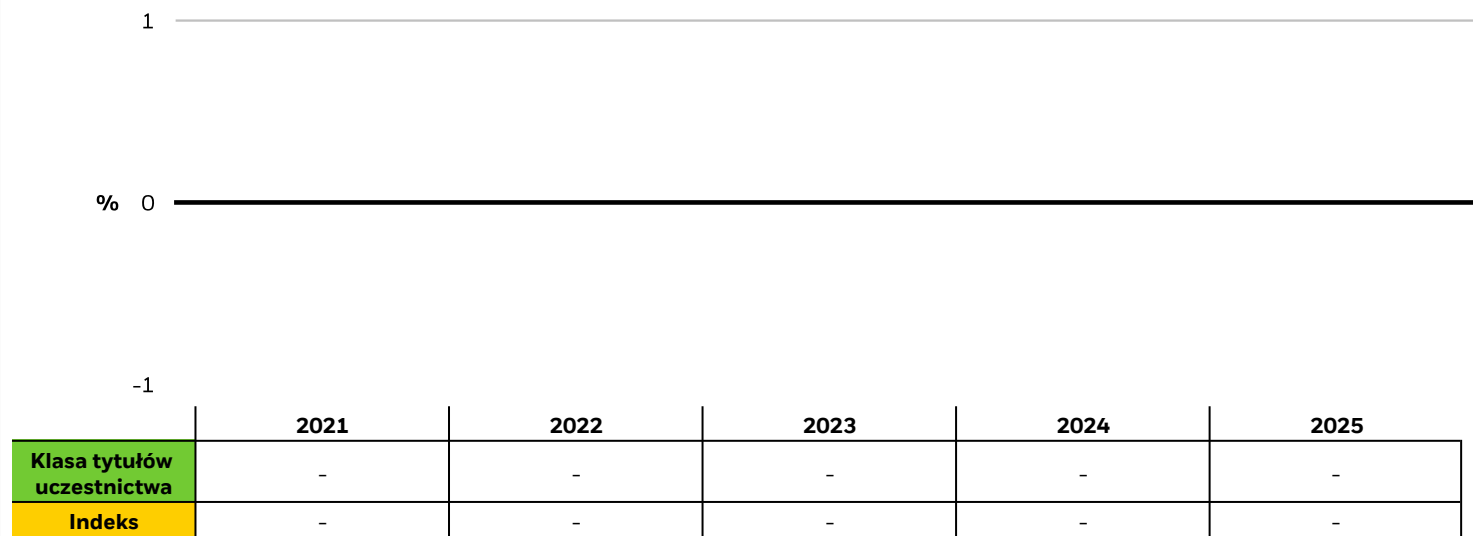 1
% 0
-1
2021 2022 2023 2024 2025
Klasa tytułów
uczestnictwa - - - - -
Indeks - - - - -